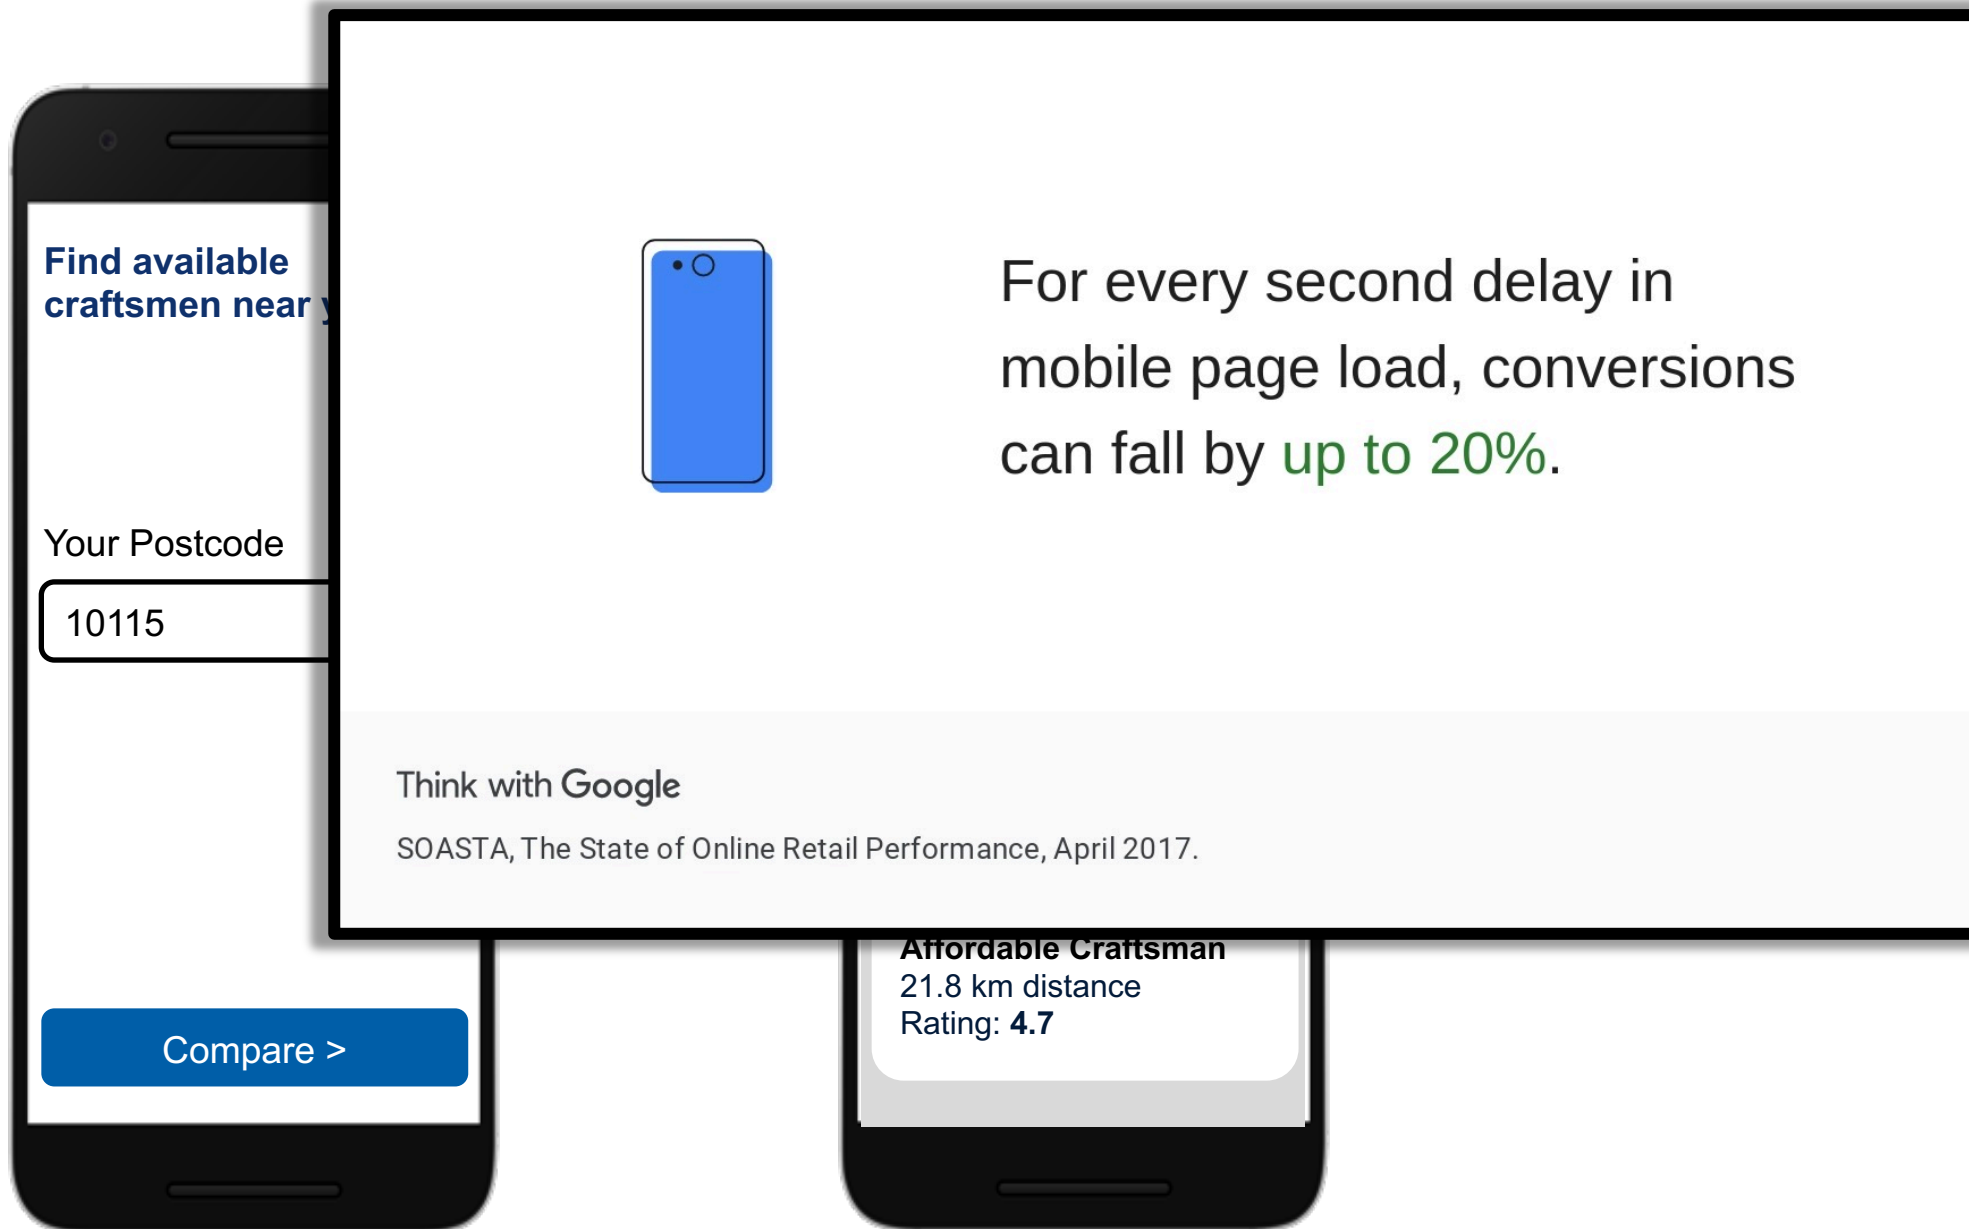 Find available
craftsmen near
Your Postcode
10115
Compare >
For every second delay in
mobile page load, conversions
can fall by up to 20%.
Think with Google
SOASTA, The State of Online Retail Performance, April 2017.
Affordable Craftsman
21.8 km distance
Rating: 4.7